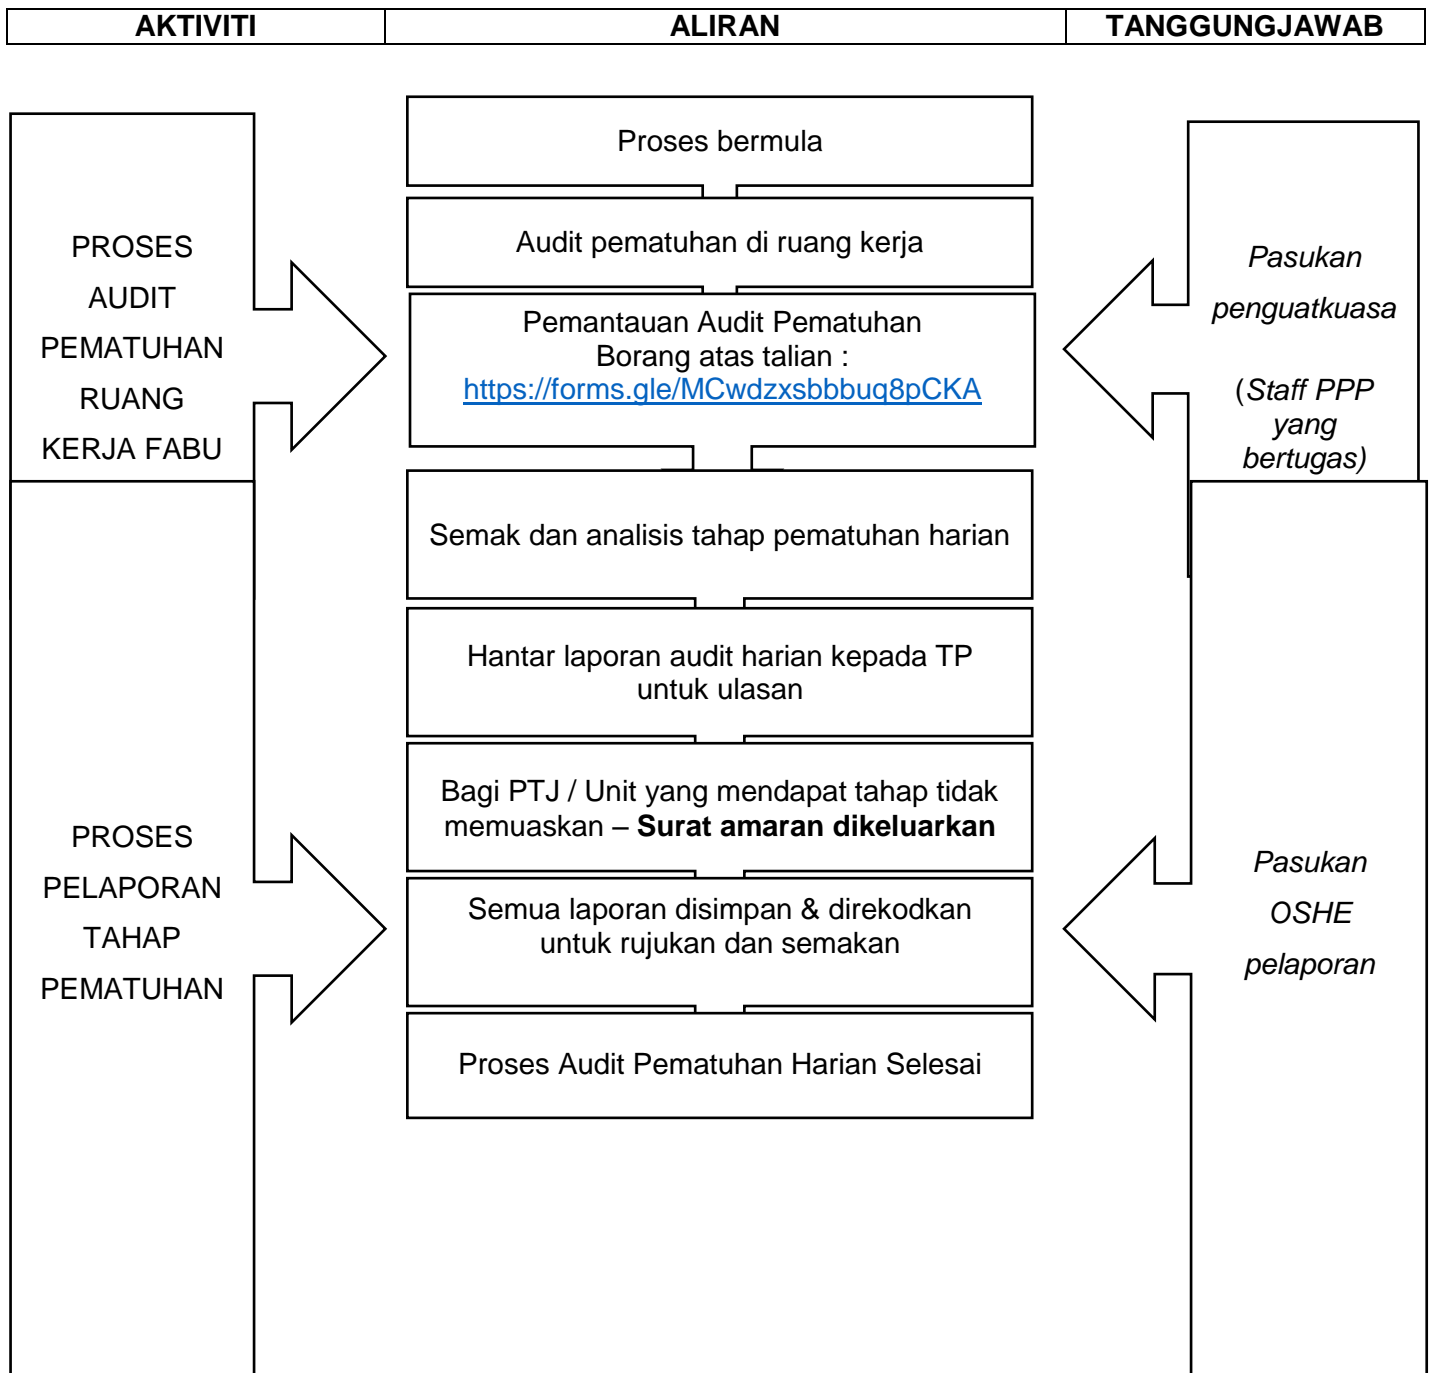 AKTIVITI
ALIRAN
TANGGUNGJAWAB
PROSES
AUDIT
PEMATUHAN
RUANG
KERJA FABU
Proses bermula
Audit pematuhan di ruang kerja
Pemantauan Audit Pematuhan
Borang atas talian :
https://forms.gle/MCwdzxsbbbuq8pCKA
Pasukan
penguatkuasa
(Staff PPP
yang
bertugas)
PROSES
PELAPORAN
TAHAP
PEMATUHAN
Semak dan analisis tahap pematuhan harian
Hantar laporan audit harian kepada TP
untuk ulasan
Bagi PTJ / Unit yang mendapat tahap tidak
memuaskan – Surat amaran dikeluarkan
Semua laporan disimpan & direkodkan
untuk rujukan dan semakan
Proses Audit Pematuhan Harian Selesai
Pasukan
OSHE
pelaporan